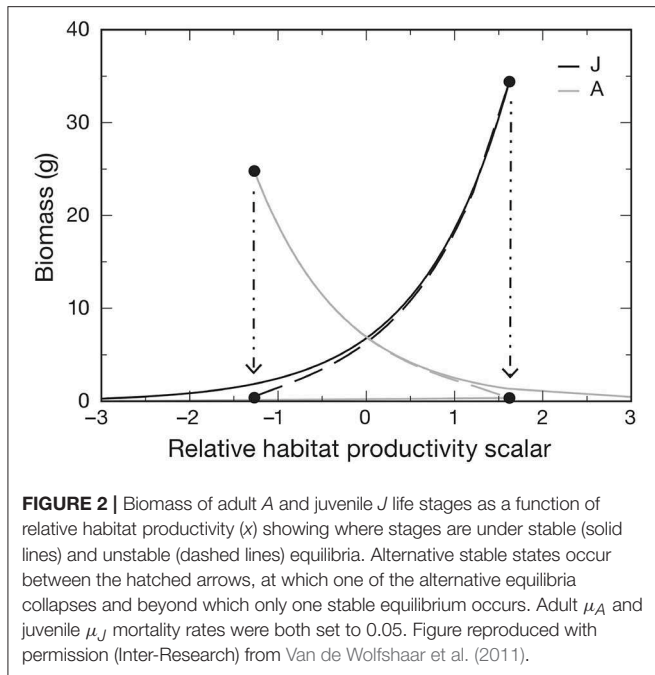 40
30
20
10
0
Biomass (g)
J
A
−3 −2 −1 0 1 2 3
Relative habitat productivity scalar
FIGURE 2 | Biomass of adult A and juvenile J life stages as a function of
relative habitat productivity (x) showing where stages are under stable (solid
lines) and unstable (dashed lines) equilibria. Alternative stable states occur
between the hatched arrows, at which one of the alternative equilibria
collapses and beyond which only one stable equilibrium occurs. Adult μA and
juvenile μJ mortality rates were both set to 0.05. Figure reproduced with
permission (Inter-Research) from Van de Wolfshaar et al. (2011).